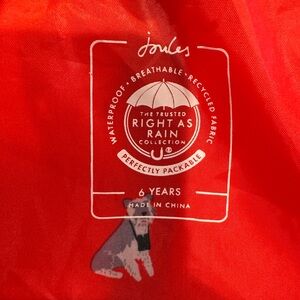 joules
WATERPROOF • BREATHABLE • RECYCLED FABRIC
THE TRUSTED
RIGHT AS
RAIN
COLLECTION
PERFECTLY PACKABLE
6 YEARS
MADE IN CHINA